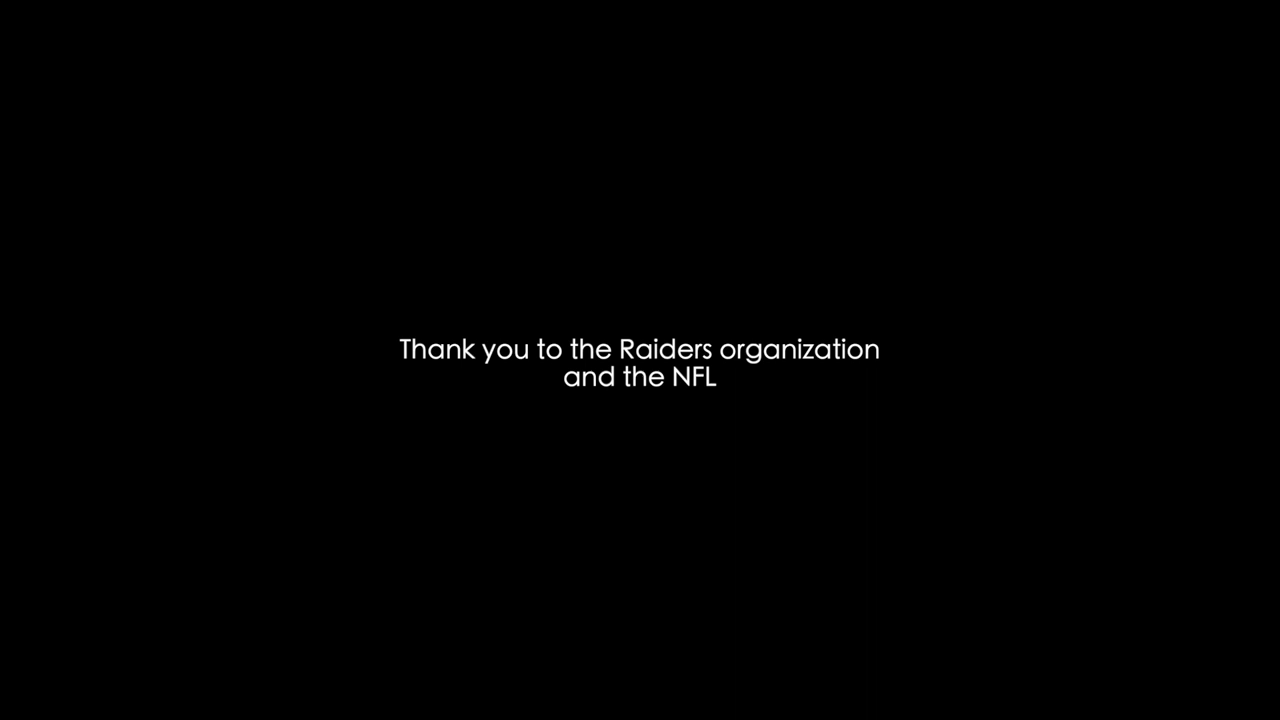 Thank you to the Raiders organization
and the NFL